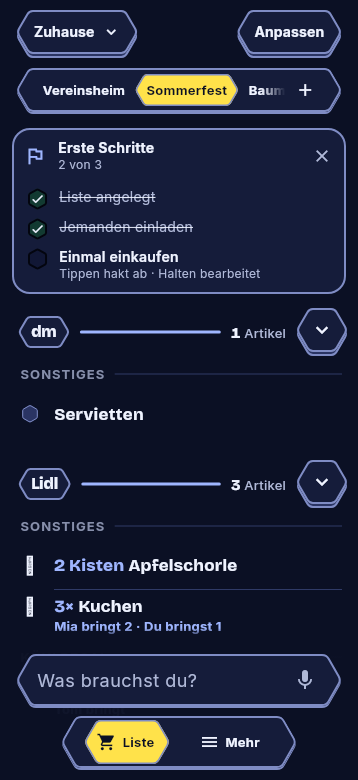 Zuhause
Anpassen
Vereinsheim
Sommerfest
Baum
Erste Schritte
2 von 3
Liste angelegt
Jemanden einladen
Einmal einkaufen
Tippen hakt ab · Halten bearbeitet
dm
1 Artikel
SONSTIGES
Servietten
Lidl
3 Artikel
SONSTIGES
2 Kisten Apfelschorle
3× Kuchen
Mia bringt 2 · Du bringst 1
Was brauchst du?
Liste
Mehr